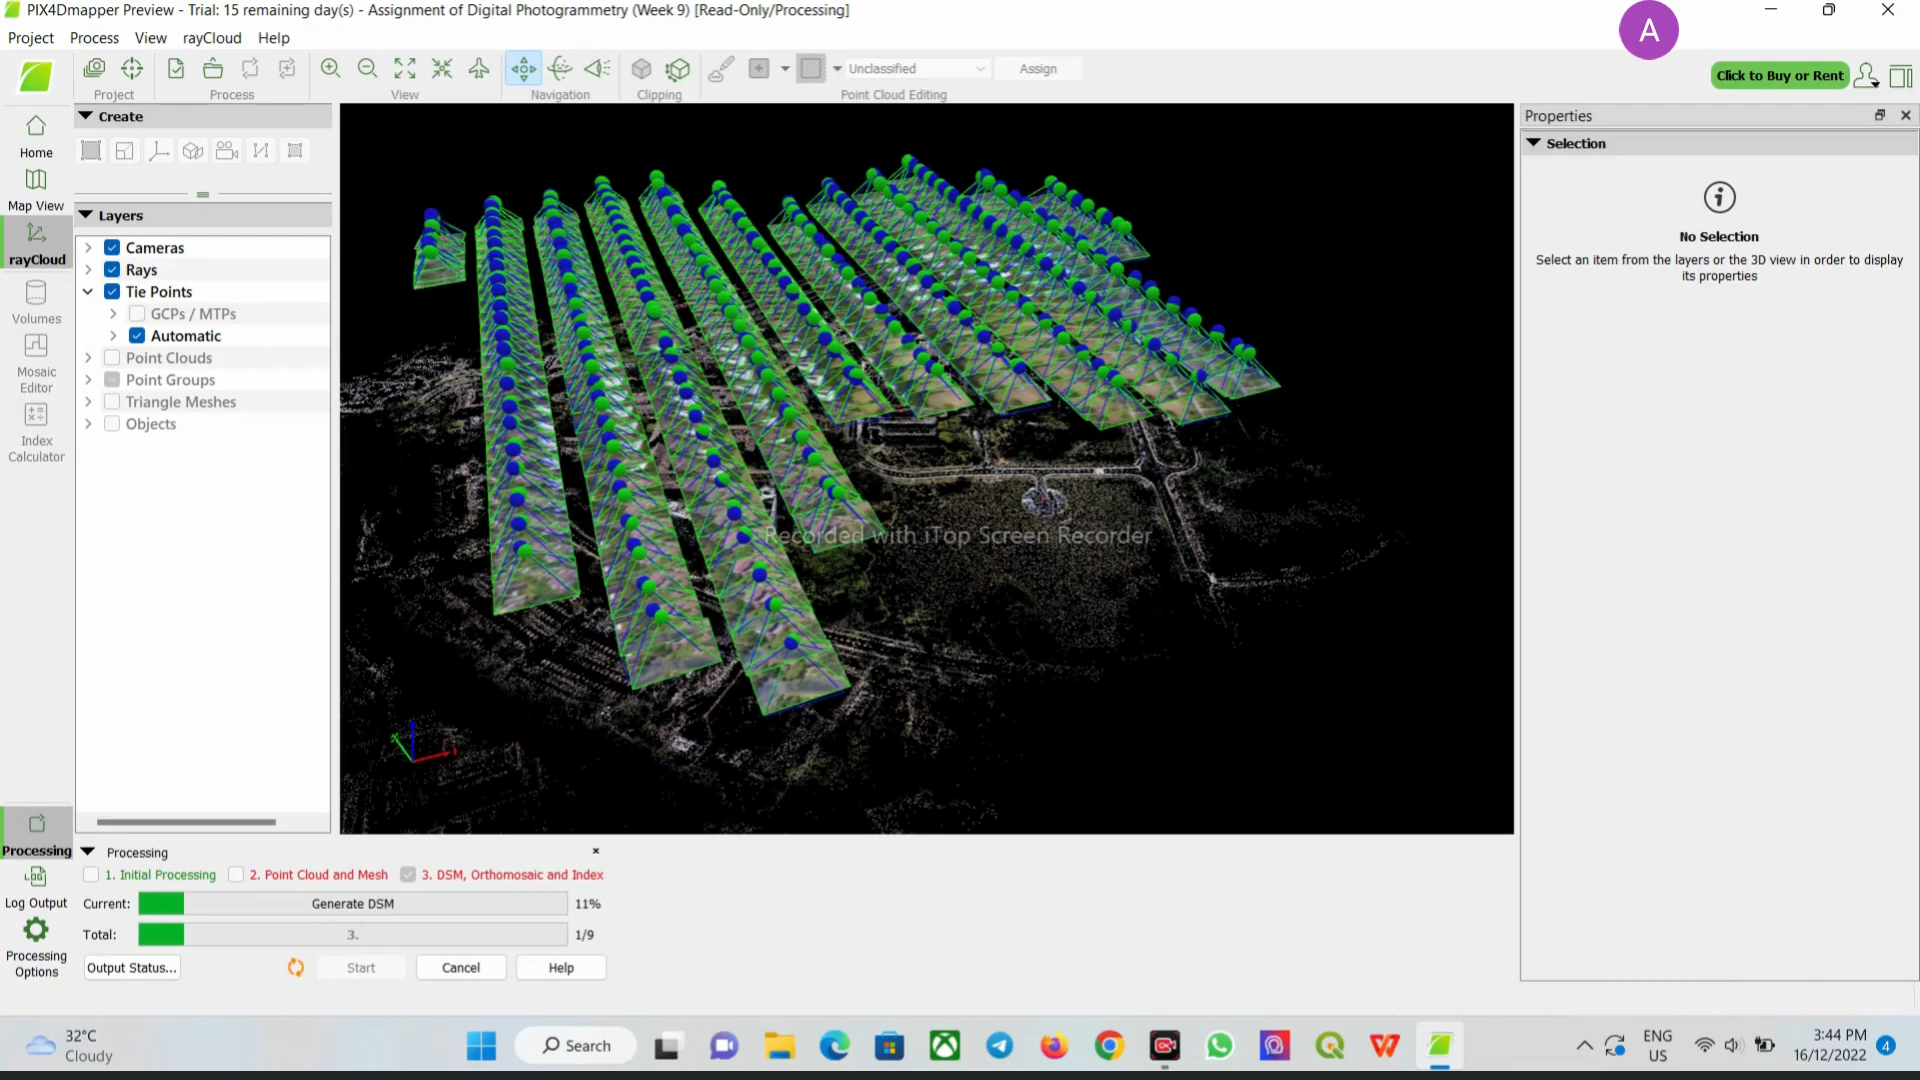 PIX4Dmapper Preview - Trial: 15 remaining day(s) - Assignment of Digital Photogrammetry (Week 9) [Read-Only/Processing]
A
Project Process View rayCloud Help
Unclassified Assign
Click to Buy or Rent
Project Process View Navigation Clipping Point Cloud Editing
Home
Map View
rayCloud
Volumes
Mosaic
Editor
Index
Calculator
Create
Layers
Cameras
Rays
Tie Points
GCPs / MTPs
Automatic
Point Clouds
Point Groups
Triangle Meshes
Objects
Recorded with iTop Screen Recorder
Properties
Selection
No Selection
Select an item from the layers or the 3D view in order to display
its properties
Processing
Log Output
Processing
Options
Processing
1. Initial Processing 2. Point Cloud and Mesh 3. DSM, Orthomosaic and Index
Current: Generate DSM 11%
Total: 3. 1/9
Output Status... Start Cancel Help
32°C
Cloudy
Search
ENG
US
3:44 PM
16/12/2022
4